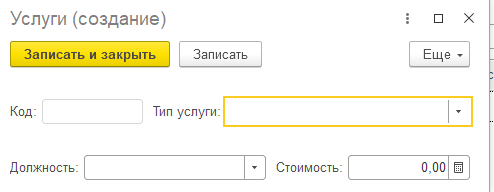 Услуги (создание)
Записать и закрыть Записать Еще
Код: Тип услуги:
Должность: Стоимость: 0,00